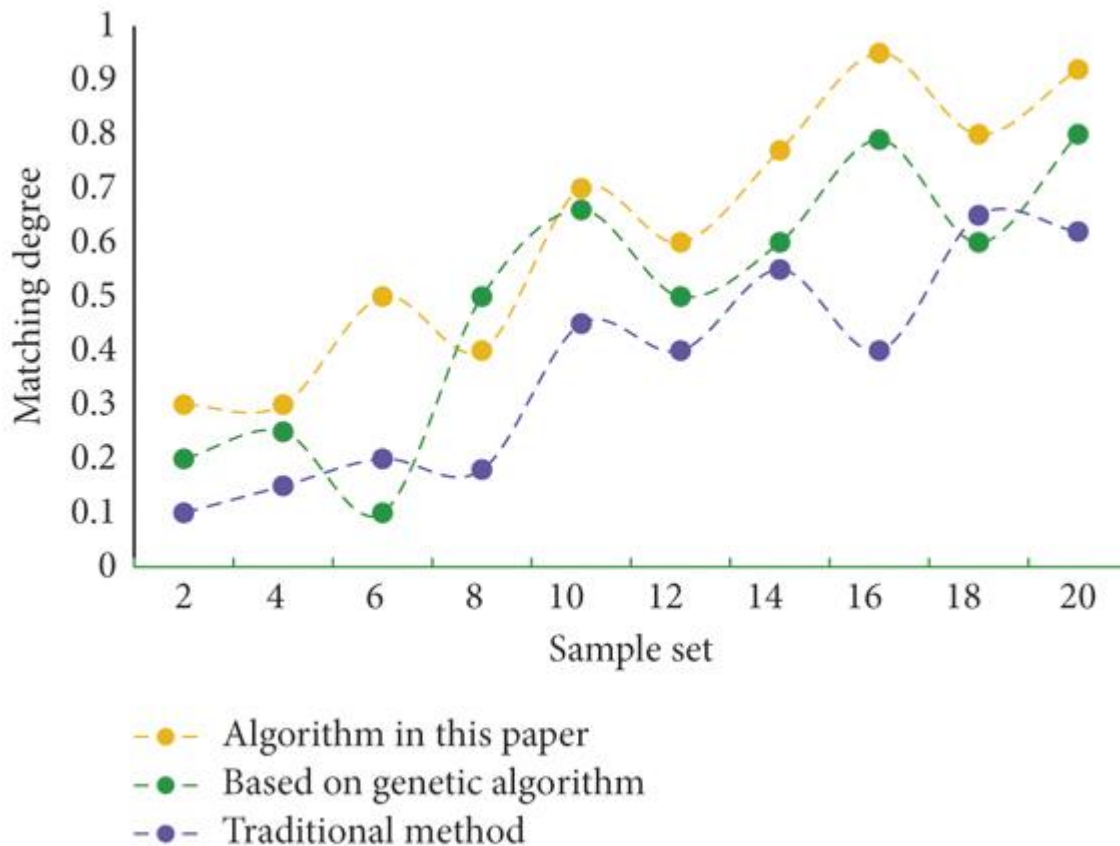 1
0.9
0.8
0.7
0.6
0.5
0.4
0.3
0.2
0.1
0
Matching degree
2 4 6 8 10 12 14 16 18 20
Sample set
Algorithm in this paper
Based on genetic algorithm
Traditional method